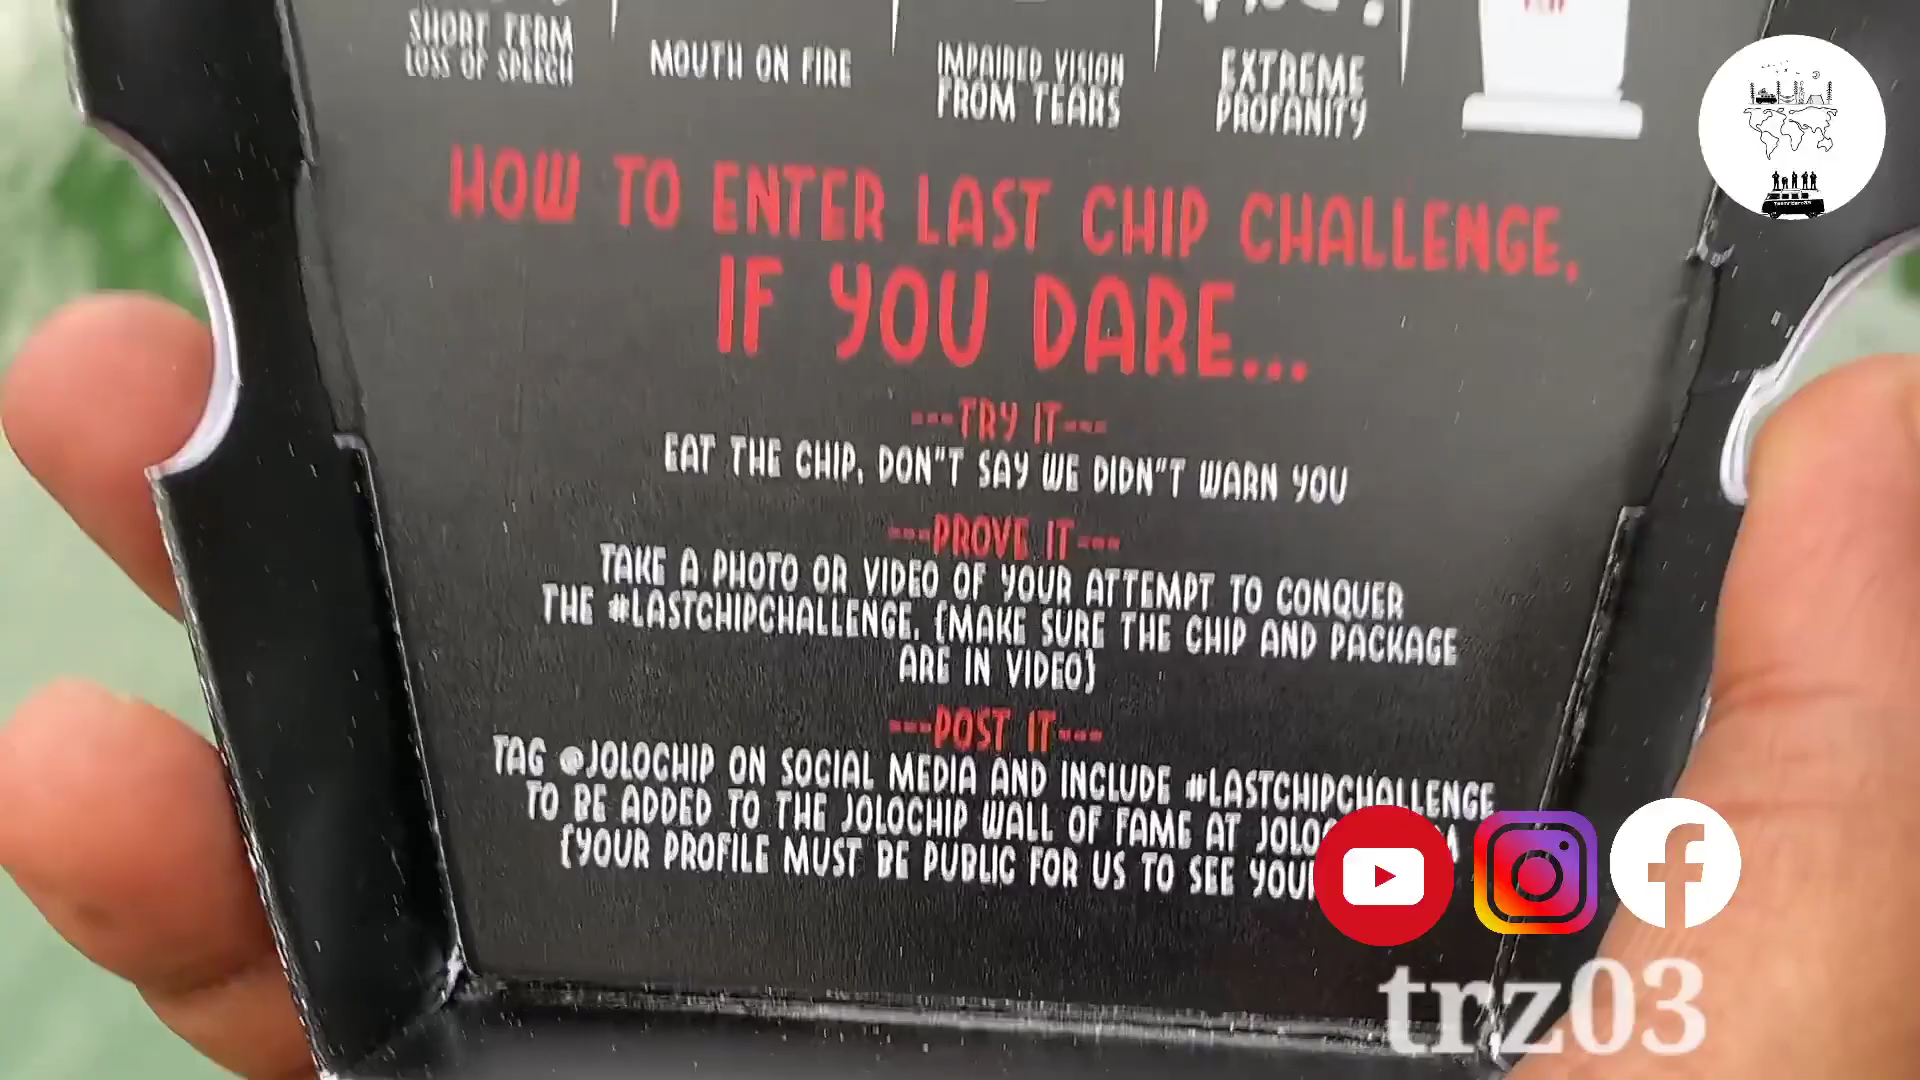 SHORT TERM
LOSS OF SPEECH
MOUTH ON FIRE
IMPAIRED VISION
FROM TEARS
EXTREME
PROFANITY
HOW TO ENTER LAST CHIP CHALLENGE,
IF YOU DARE...
---TRY IT---
EAT THE CHIP, DON"T SAY WE DIDN"T WARN YOU
---PROVE IT---
TAKE A PHOTO OR VIDEO OF YOUR ATTEMPT TO CONQUER
THE #LASTCHIPCHALLENGE. (MAKE SURE THE CHIP AND PACKAGE
ARE IN VIDEO)
---POST IT---
TAG @JOLOCHIP ON SOCIAL MEDIA AND INCLUDE #LASTCHIPCHALLENGE
TO BE ADDED TO THE JOLOCHIP WALL OF FAME AT
(YOUR PROFILE MUST BE PUBLIC FOR US TO SEE YOUR
trz03